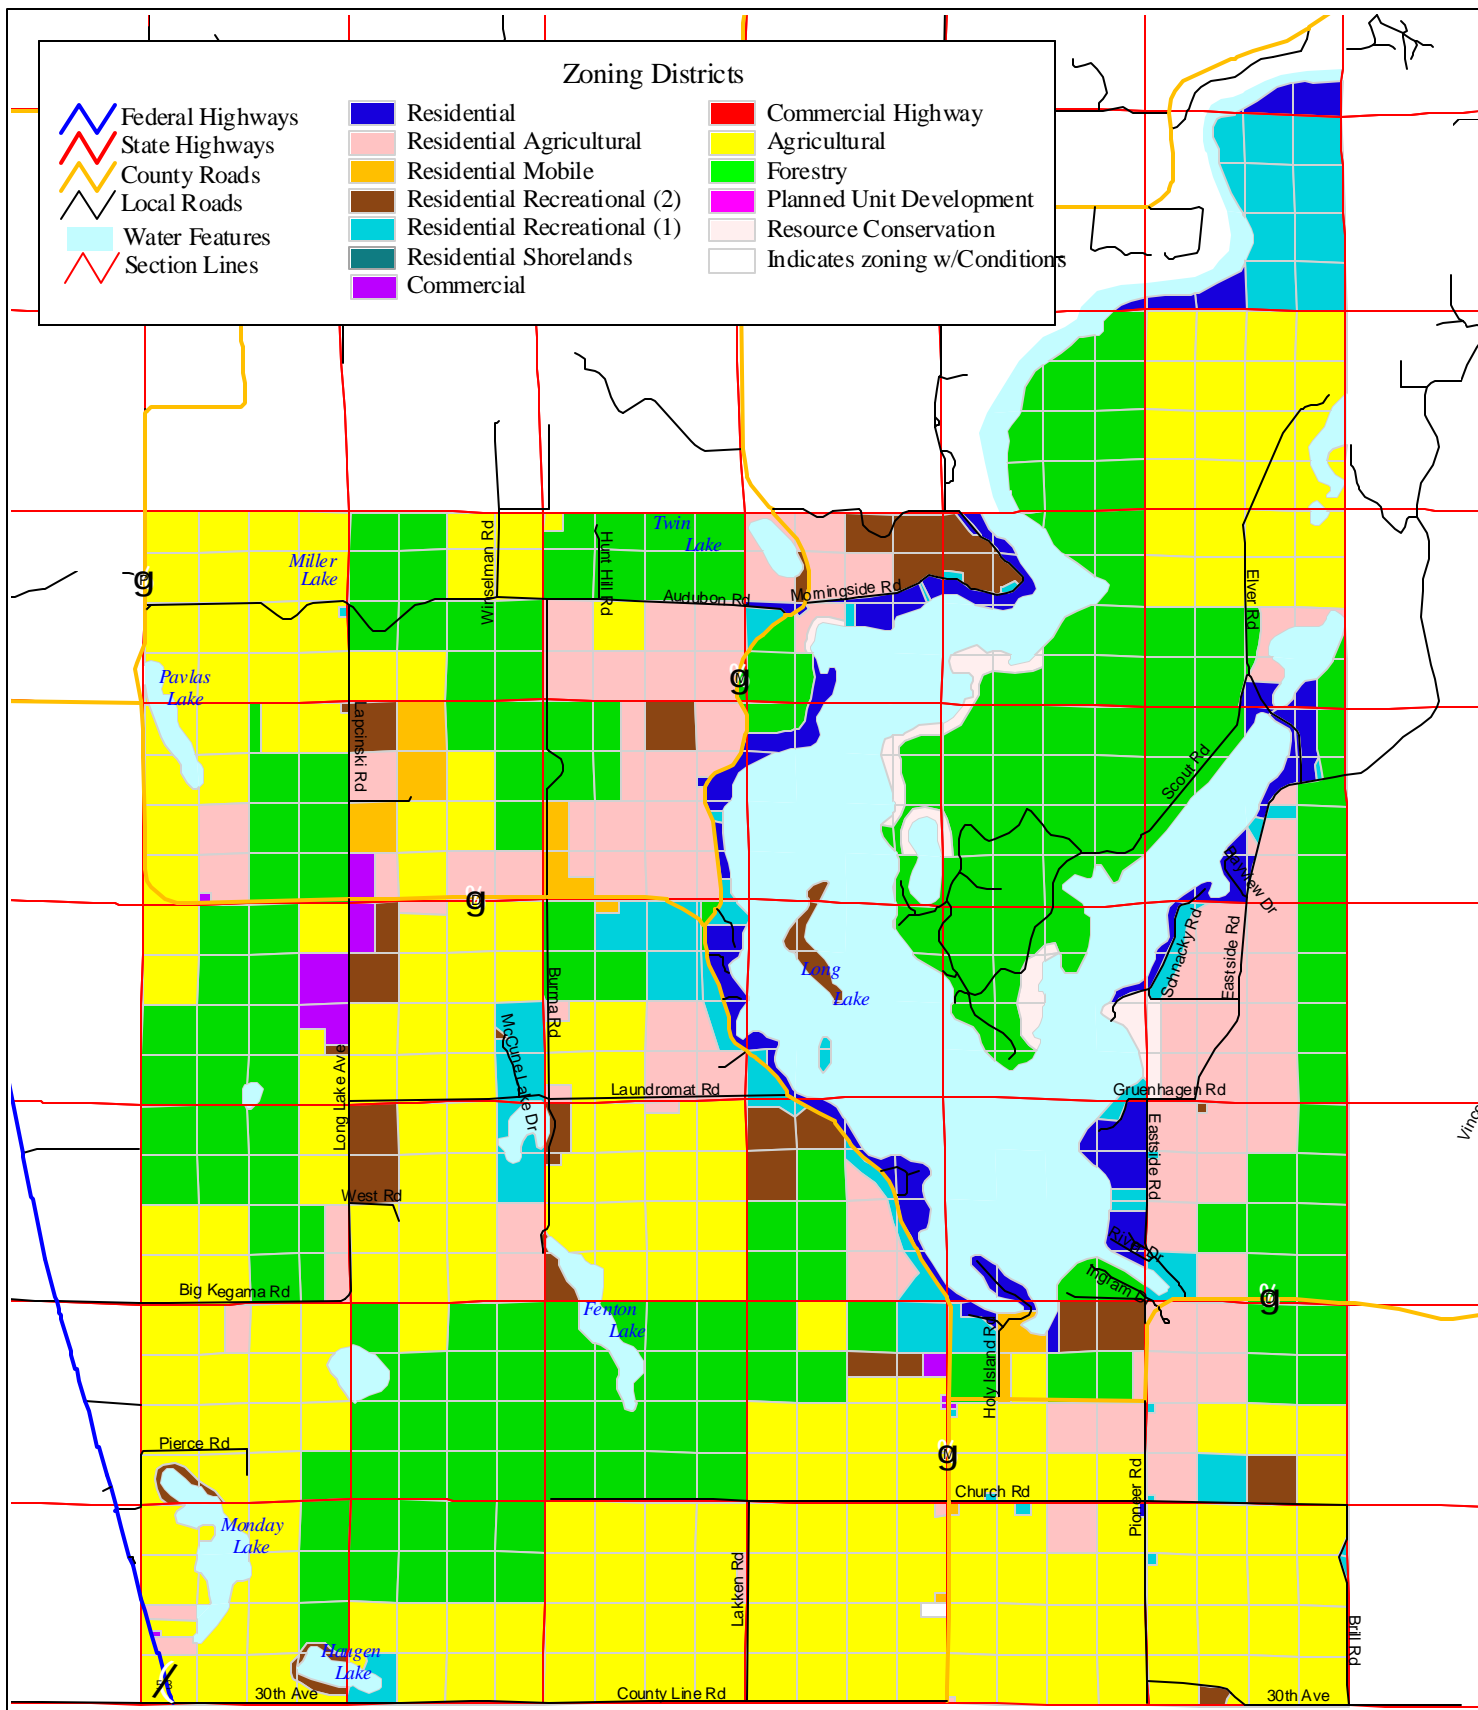 Zoning Districts
Federal Highways
State Highways
County Roads
Local Roads
Water Features
Section Lines
Residential
Residential Agricultural
Residential Mobile
Residential Recreational (2)
Residential Recreational (1)
Residential Shorelands
Commercial
Commercial Highway
Agricultural
Forestry
Planned Unit Development
Resource Conservation
Indicates zoning w/Conditions
Twin
Lake
Miller
Lake
Winselman Rd
Hunt Hill Rd
Audubon Rd
Morningside Rd
Elver Rd
g
Pavlas
Lake
g
M
Lapcinski Rd
Scout Rd
Bayview Dr
g
Schnacky Rd
Eastside Rd
Long
Lake
Burma Rd
McCune Lake Dr
Long Lake Ave
Laundromat Rd
Gruenhagen Rd
Eastside Rd
West Rd
River Dr
Ingram Dr
Big Kegama Rd
g
Fenton
Lake
Holy Island Rd
Pierce Rd
g
M
Church Rd
Pioneer Rd
Monday
Lake
Lakken Rd
Brill Rd
Haugen
Lake
30th Ave
County Line Rd
30th Ave